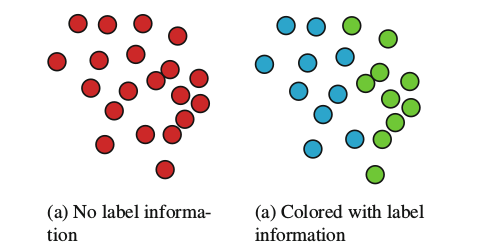 (a) No label informa-
tion
(a) Colored with label
information